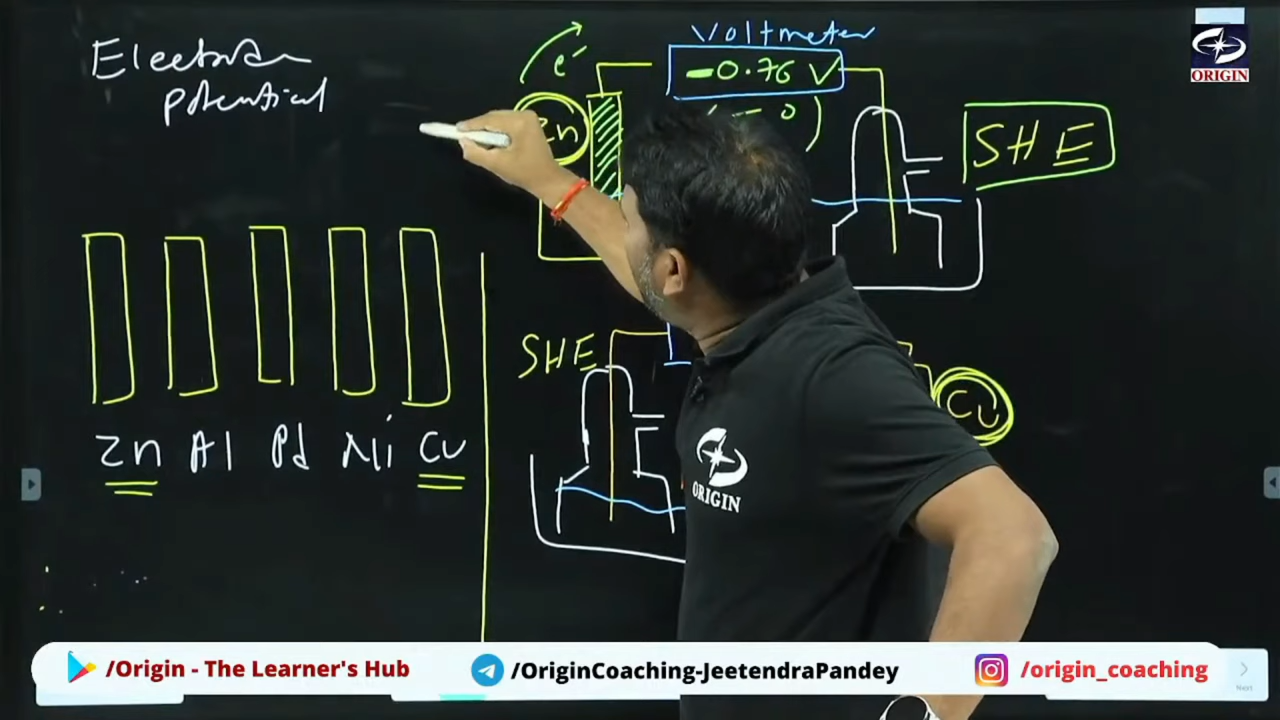 Electrode
potential
e⁻
Voltmeter
-0.76 V
Zn
SHE
ORIGIN
SHE
Cu
Zn Al Pd Ni Cu
ORIGIN
/Origin - The Learner's Hub
/OriginCoaching-JeetendraPandey
/origin_coaching
Next